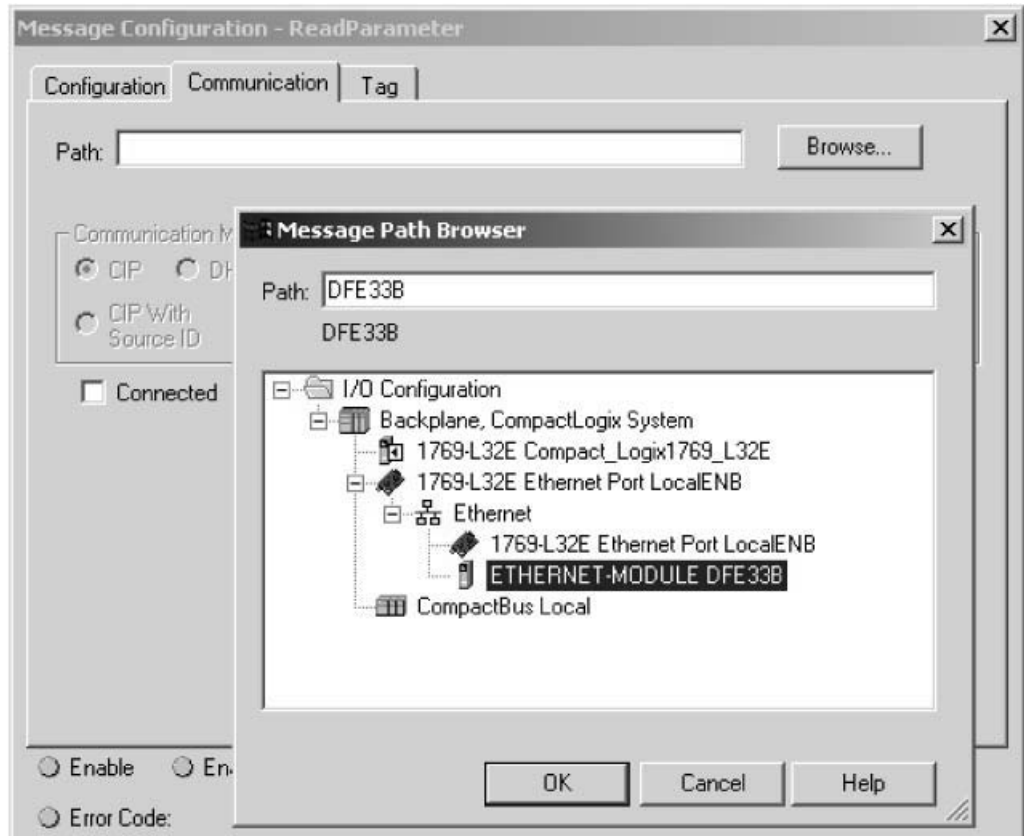 Message Configuration - ReadParameter
Configuration Communication Tag
Path: Browse...
Communication M
CIP DH
CIP With
Source ID
Connected
Message Path Browser
Path: DFE33B
DFE33B
I/O Configuration
Backplane, CompactLogix System
1769-L32E Compact_Logix1769_L32E
1769-L32E Ethernet Port LocalENB
Ethernet
1769-L32E Ethernet Port LocalENB
ETHERNET-MODULE DFE33B
CompactBus Local
OK Cancel Help
Enable En
Error Code: